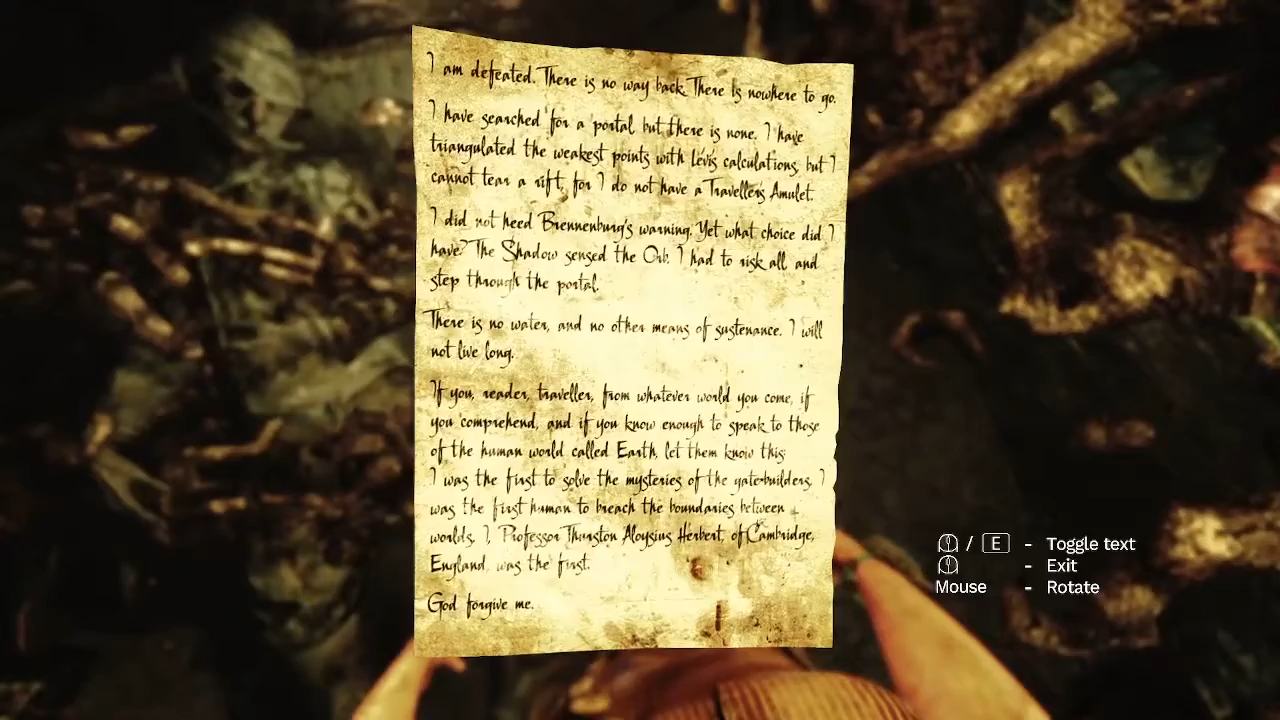 I am defeated. There is no way back. There is nowhere to go.
I have searched for a portal but there is none. I have
triangulated the weakest points with Levis calculations, but I
cannot tear a rift, for I do not have a Traveller's Amulet.
I did not heed Brennenburg's warning. Yet what choice did I
have? The Shadow sensed the Orb. I had to risk all and
step through the portal.
There is no water, and no other means of sustenance. I will
not live long.
If you, reader, traveller, from whatever world you come, if
you comprehend, and if you know enough to speak to those
of the human world called Earth, let them know this:
I was the first to solve the mysteries of the gate-builders. I
was the first human to breach the boundaries between
worlds. I, Professor Thurston Aloysius Herbert, of Cambridge,
England, was the first.
God forgive me.
/ E - Toggle text
- Exit
Mouse - Rotate